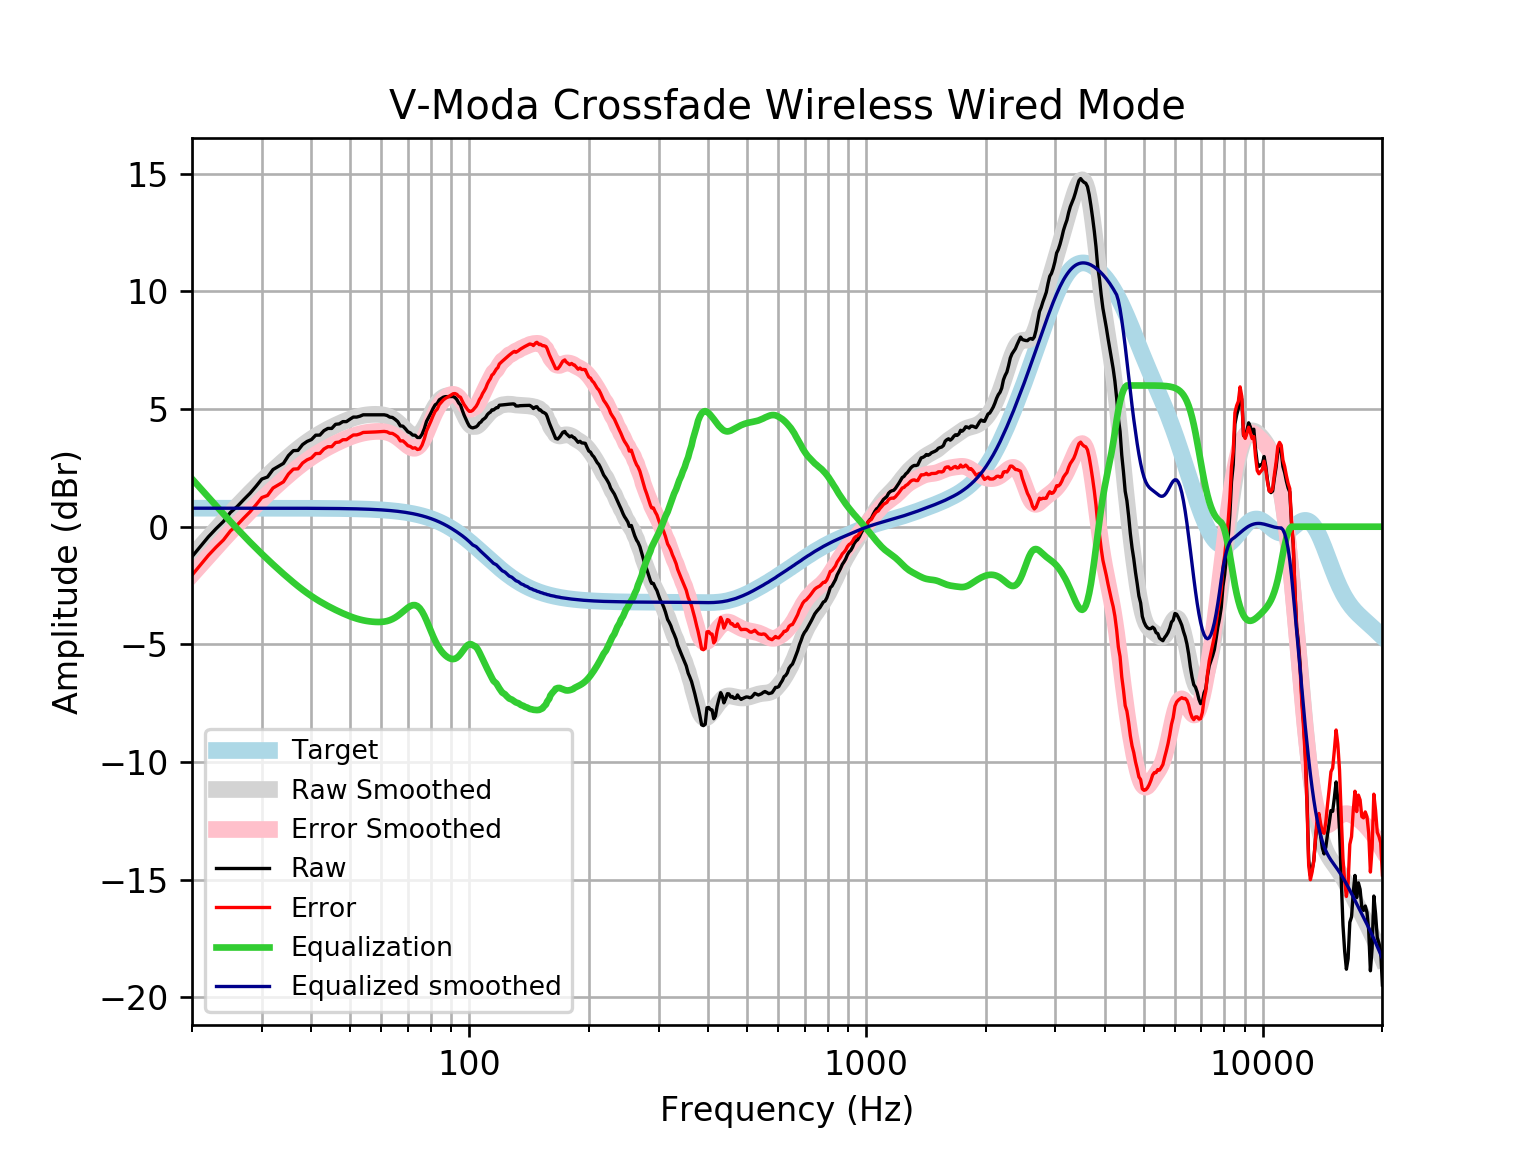 V-Moda Crossfade Wireless Wired Mode
Amplitude (dBr)
15
10
5
0
−5
−10
−15
−20
Target
Raw Smoothed
Error Smoothed
Raw
Error
Equalization
Equalized smoothed
100
1000
10000
Frequency (Hz)